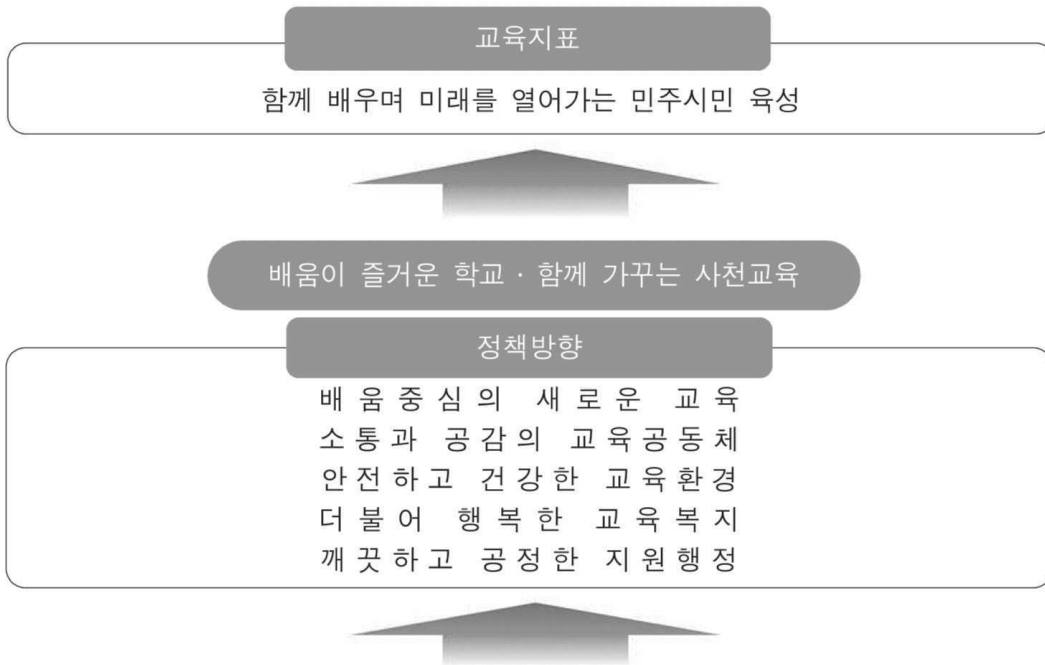 교육지표
함께 배우며 미래를 열어가는 민주시민 육성
배움이 즐거운 학교 · 함께 가꾸는 사천교육
정책방향
배움중심의 새로운 교육
소통과 공감의 교육공동체
안전하고 건강한 교육환경
더불어 행복한 교육복지
깨끗하고 공정한 지원행정